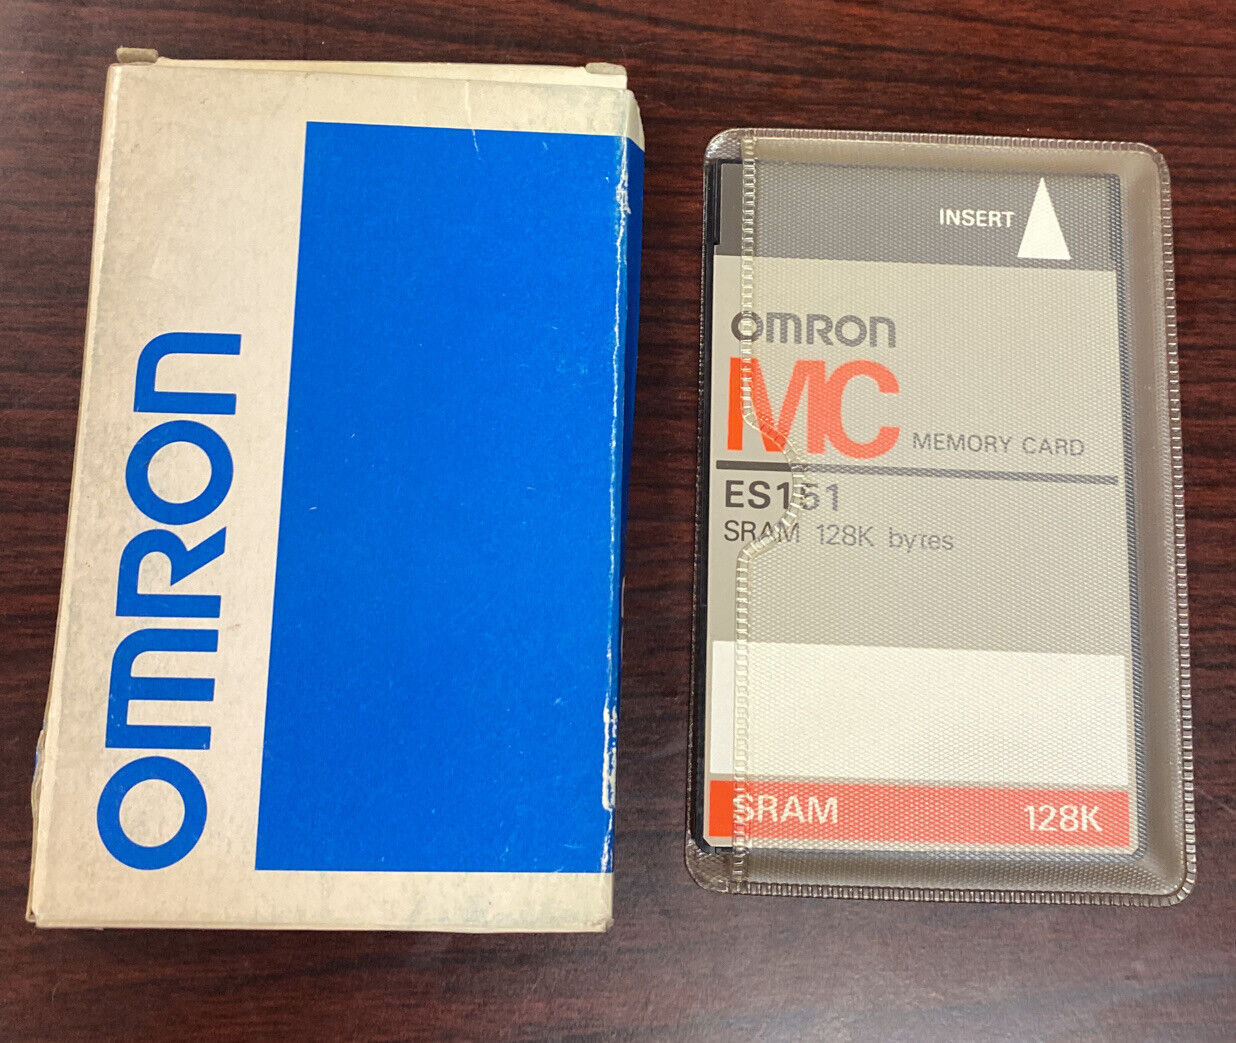 omron
INSERT
omron
MC MEMORY CARD
ES151
SRAM 128K bytes
SRAM 128K